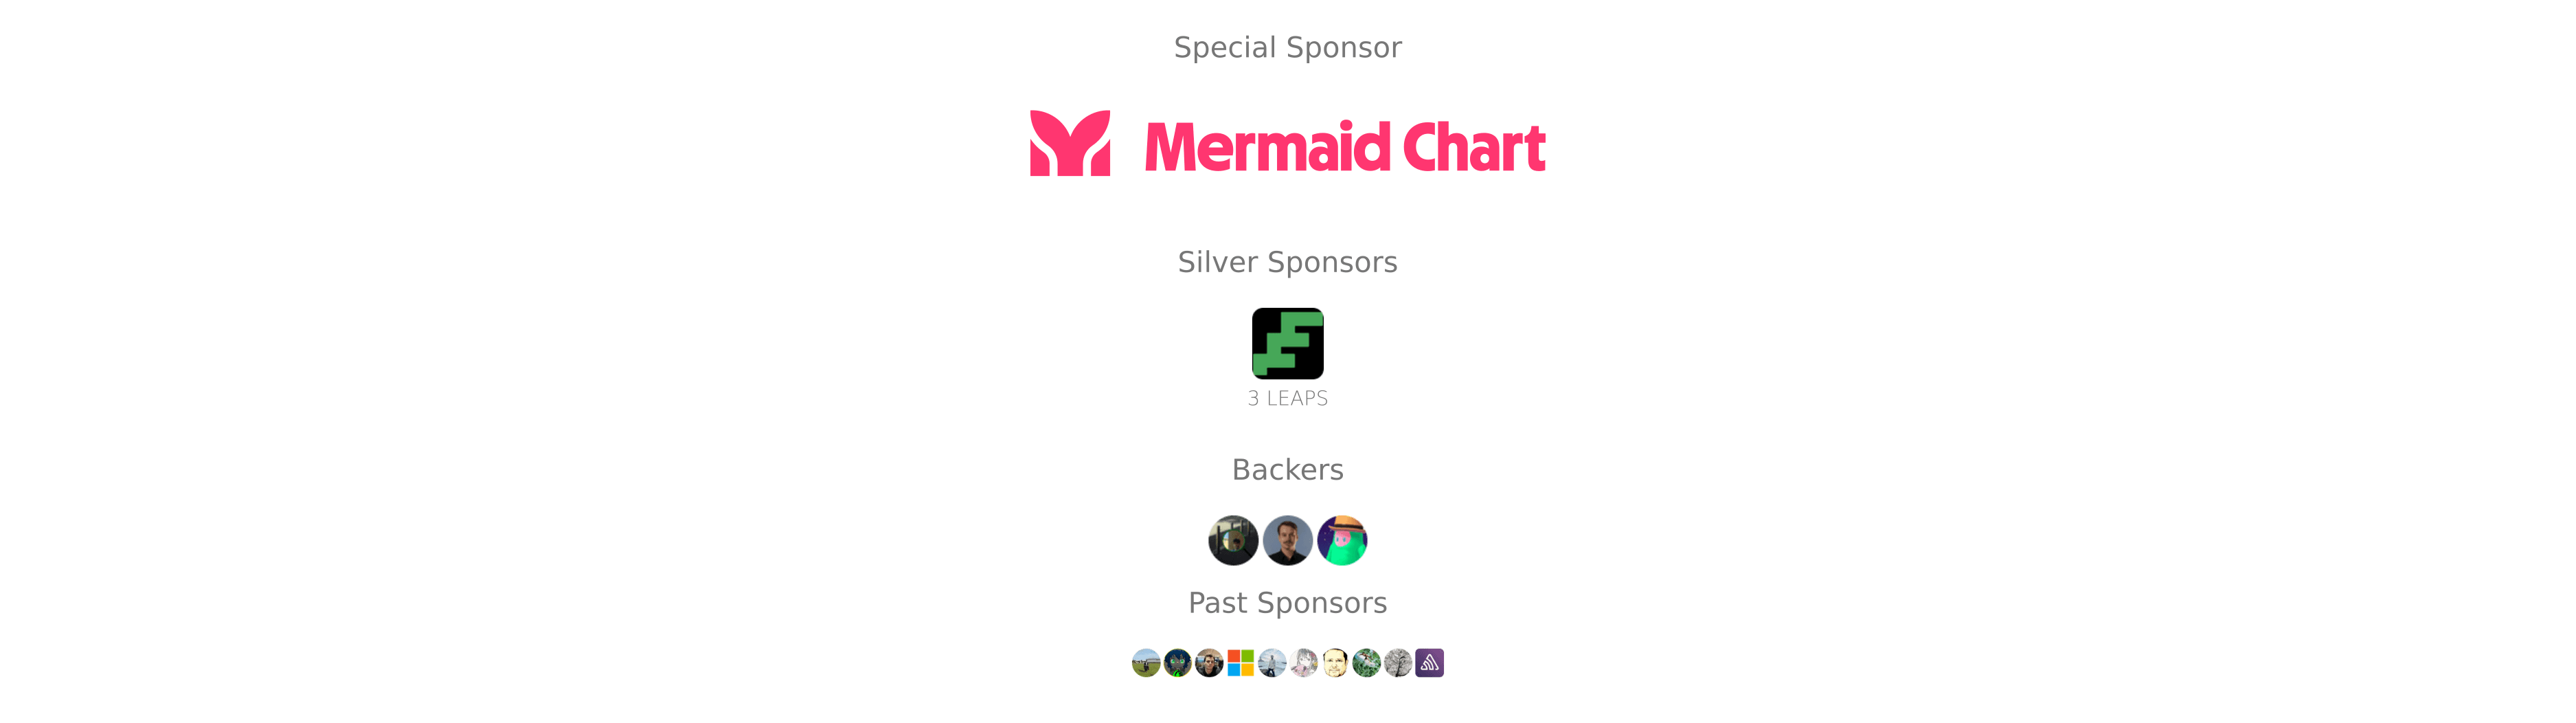 Special Sponsor
Mermaid Chart
Silver Sponsors
3 LEAPS
Backers
Past Sponsors